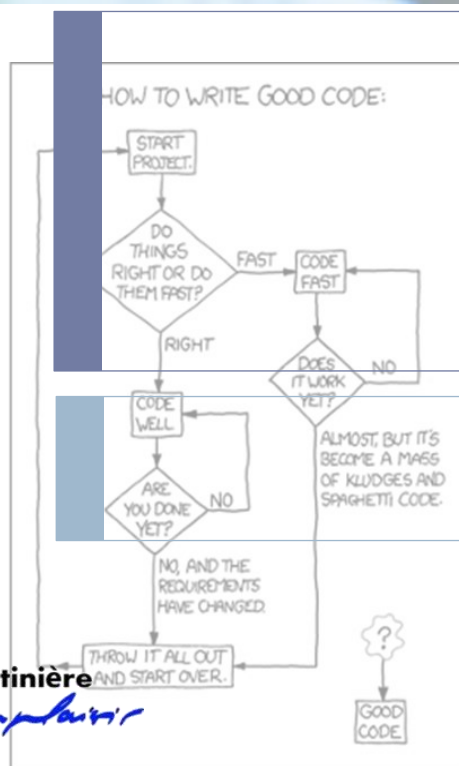 HOW TO WRITE GOOD CODE:
START
PROJECT.
DO
THINGS
RIGHT OR DO
THEM FAST?
FAST
CODE
FAST
RIGHT
DOES
IT WORK
YET?
NO
CODE
WELL
ALMOST, BUT IT'S
BECOME A MASS
OF KLUDGES AND
SPAGHETTI CODE.
ARE
YOU DONE
YET?
NO
NO, AND THE
REQUIREMENTS
HAVE CHANGED.
THROW IT ALL OUT
AND START OVER.
tinière
?
GOOD
CODE